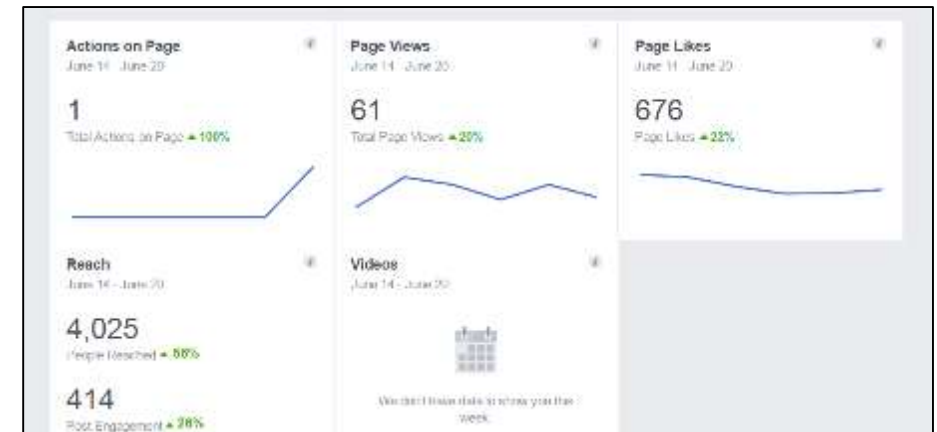 Actions on Page
June 14 - June 20
1
Total Actions on Page ▲ 100%
Page Views
June 14 - June 20
61
Total Page Views ▲ 20%
Page Likes
June 14 - June 20
676
Page Likes ▲ 22%
Reach
June 14 - June 20
4,025
People Reached ▲
414
Post Engagement ▲ 26%
Videos
June 14 - June 20
We don't have data to show you this
week.